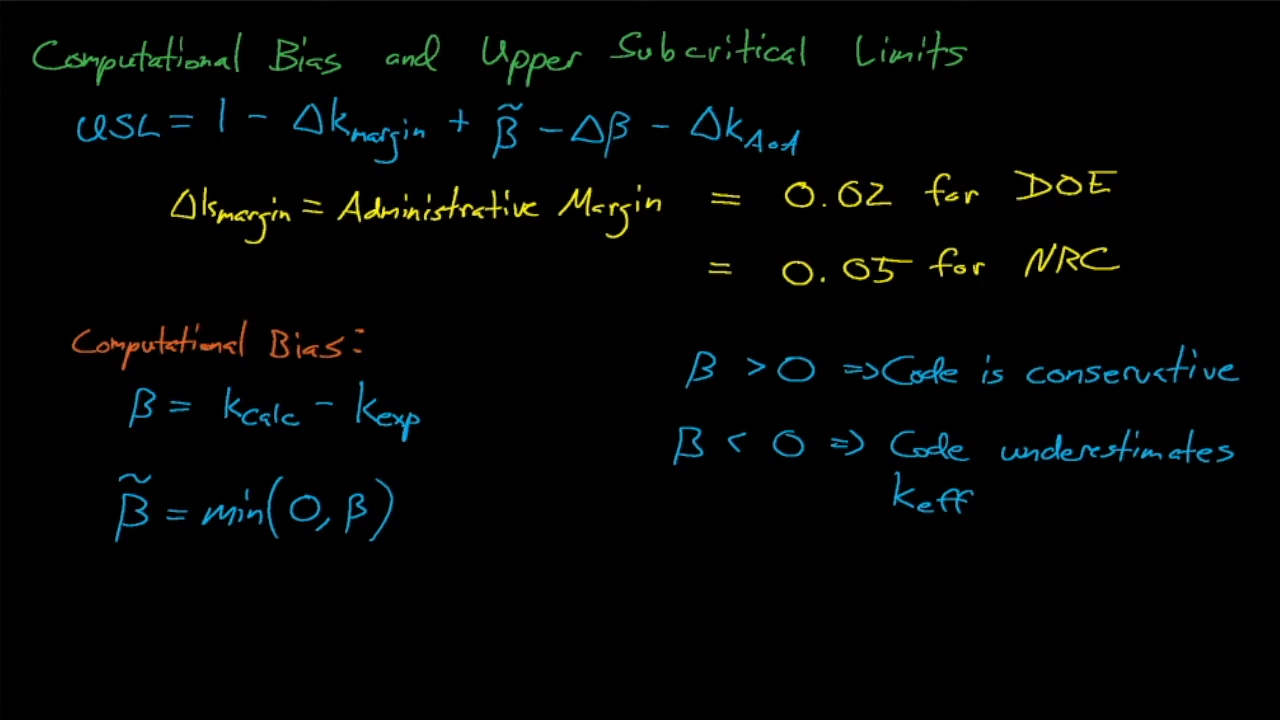 Computational Bias and Upper Subcritical Limits
USL = 1 - Δk_margin + β̃ - Δβ - Δk_AoA
Δk_margin = Administrative Margin = 0.02 for DOE
= 0.05 for NRC
Computational Bias:
β = k_calc - k_exp
β̃ = min(0, β)
β > 0 => Code is conservative
β < 0 => Code underestimates
k_eff